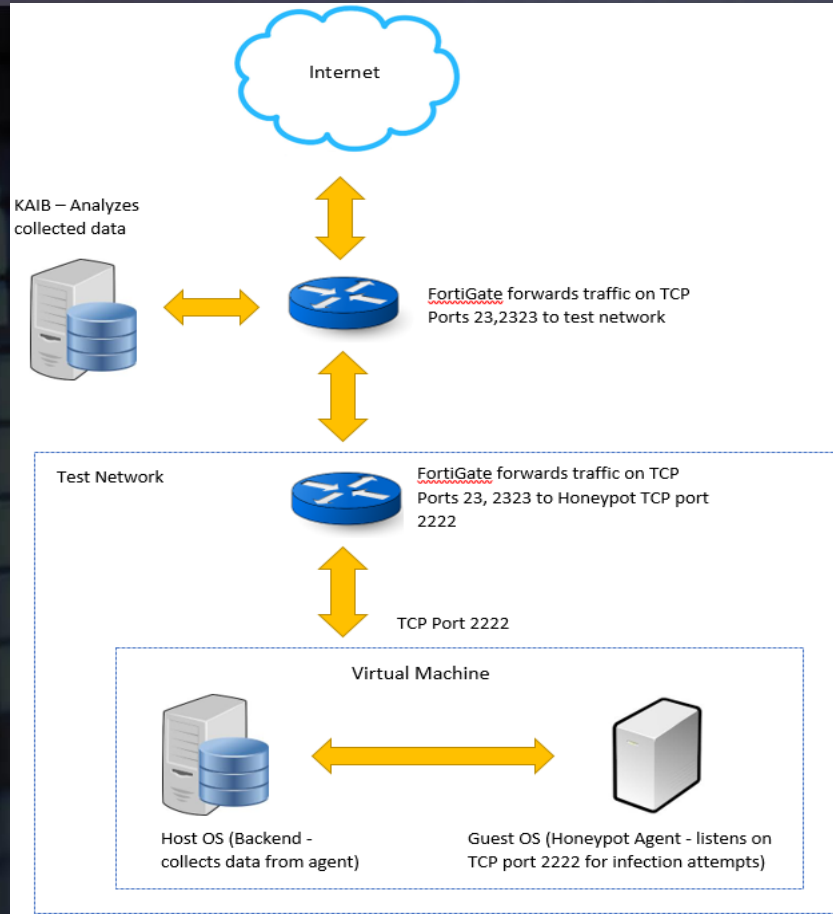 Internet
KAIB – Analyzes
collected data
FortiGate forwards traffic on TCP
Ports 23,2323 to test network
Test Network
FortiGate forwards traffic on TCP
Ports 23, 2323 to Honeypot TCP port
2222
TCP Port 2222
Virtual Machine
Host OS (Backend -
collects data from agent)
Guest OS (Honeypot Agent - listens on
TCP port 2222 for infection attempts)